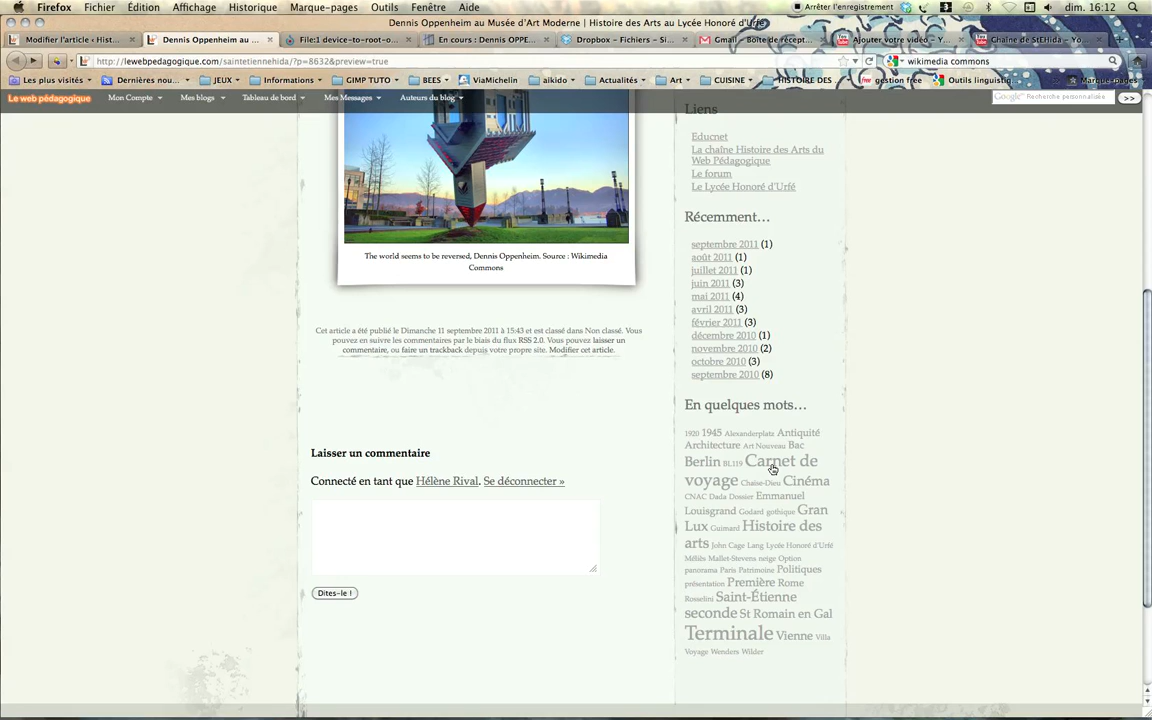 Firefox Fichier Édition Affichage Historique Marque-pages Outils Fenêtre Aide Arrêter l'enregistrement dim. 16:12
Dennis Oppenheim au Musée d'Art Moderne | Histoire des Arts au Lycée Honoré d'Urfé
Modifier l'article ‹ Hist... Dennis Oppenheim au ... File:1 device-to-root-o... En cours : Dennis OPPE... Dropbox – Fichiers – Si... Gmail – Boîte de récept... Ajouter votre vidéo – Y... Chaîne de StEHida – Yo...
http://lewebpedagogique.com/saintetiennehida/?p=8632&preview=true wikimedia commons
Les plus visités Dernières nou... JEUX Informations GIMP TUTO BEES ViaMichelin aikido Actualités Art CUISINE HISTOIRE DES ... gestion free Outils linguistiq... Marque-pages
Le web pédagogique Mon Compte Mes blogs Tableau de bord Mes Messages Auteurs du blog Google Recherche personnalisée >>
The world seems to be reversed, Dennis Oppenheim. Source : Wikimedia
Commons
Cet article a été publié le Dimanche 11 septembre 2011 à 15:43 et est classé dans Non classé. Vous
pouvez en suivre les commentaires par le biais du flux RSS 2.0. Vous pouvez laisser un
commentaire, ou faire un trackback depuis votre propre site. Modifier cet article.
Laisser un commentaire
Connecté en tant que Hélène Rival. Se déconnecter »
Dites-le !
Liens
Educnet
La chaîne Histoire des Arts du
Web Pédagogique
Le forum
Le Lycée Honoré d'Urfé
Récemment…
septembre 2011 (1)
août 2011 (1)
juillet 2011 (1)
juin 2011 (3)
mai 2011 (4)
avril 2011 (3)
février 2011 (3)
décembre 2010 (1)
novembre 2010 (2)
octobre 2010 (3)
septembre 2010 (8)
En quelques mots…
1920 1945 Alexanderplatz Antiquité
Architecture Art Nouveau Bac
Berlin BL119 Carnet de
voyage Chaise-Dieu Cinéma
CNAC Dada Dossier Emmanuel
Louisgrand Godard gothique Gran
Lux Guimard Histoire des
arts John Cage Lang Lycée Honoré d'Urfé
Méliès Mallet-Stevens neige Option
panorama Paris Patrimoine Politiques
présentation Première Rome
Rossellini Saint-Étienne
seconde St Romain en Gal
Terminale Vienne Villa
Voyage Wenders Wilder